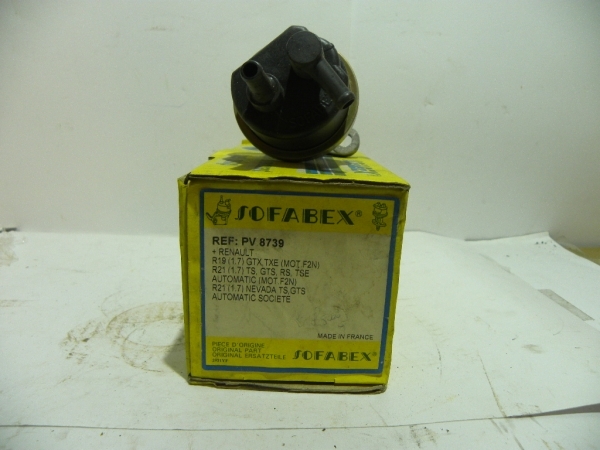 SOFABEX®
REF: PV 8739
+ RENAULT
R19 (1.7) GTX,TXE (MOT.F2N)
R21 (1.7) TS, GTS, RS, TSE
AUTOMATIC (MOT.F2N)
R21 (1.7) NEVADA TS,GTS
AUTOMATIC SOCIETE
MADE IN FRANCE
PIECE D'ORIGINE
ORIGINAL PART
ORIGINAL ERSATZTEILE
SOFABEX®